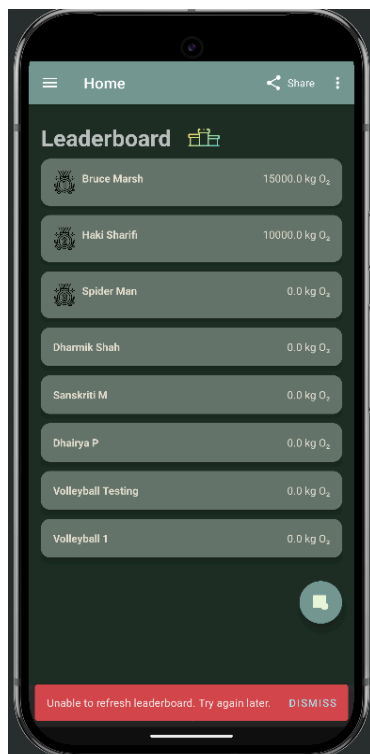 Home
Share
Leaderboard
Bruce Marsh 15000.0 kg O₂
Haki Sharifi 10000.0 kg O₂
Spider Man 0.0 kg O₂
Dharmik Shah 0.0 kg O₂
Sanskriti M 0.0 kg O₂
Dhairya P 0.0 kg O₂
Volleyball Testing 0.0 kg O₂
Volleyball 1 0.0 kg O₂
Unable to refresh leaderboard. Try again later. DISMISS